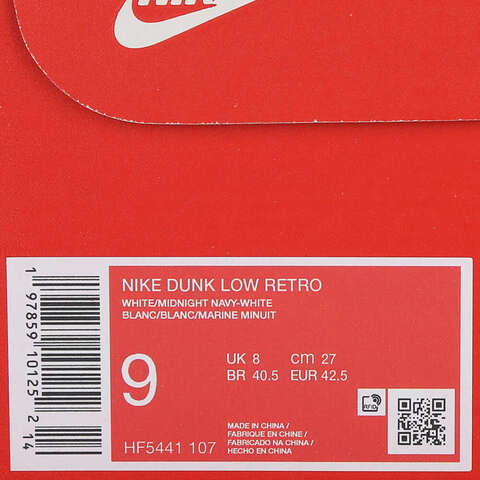 NIKE
NIKE DUNK LOW RETRO
WHITE/MIDNIGHT NAVY-WHITE
BLANC/BLANC/MARINE MINUIT
9
UK 8 cm 27
BR 40.5 EUR 42.5
RFID
MADE IN CHINA /
FABRIQUE EN CHINE /
FABRICADO NA CHINA /
HECHO EN CHINA
HF5441 107
1 97859 10125 2 14